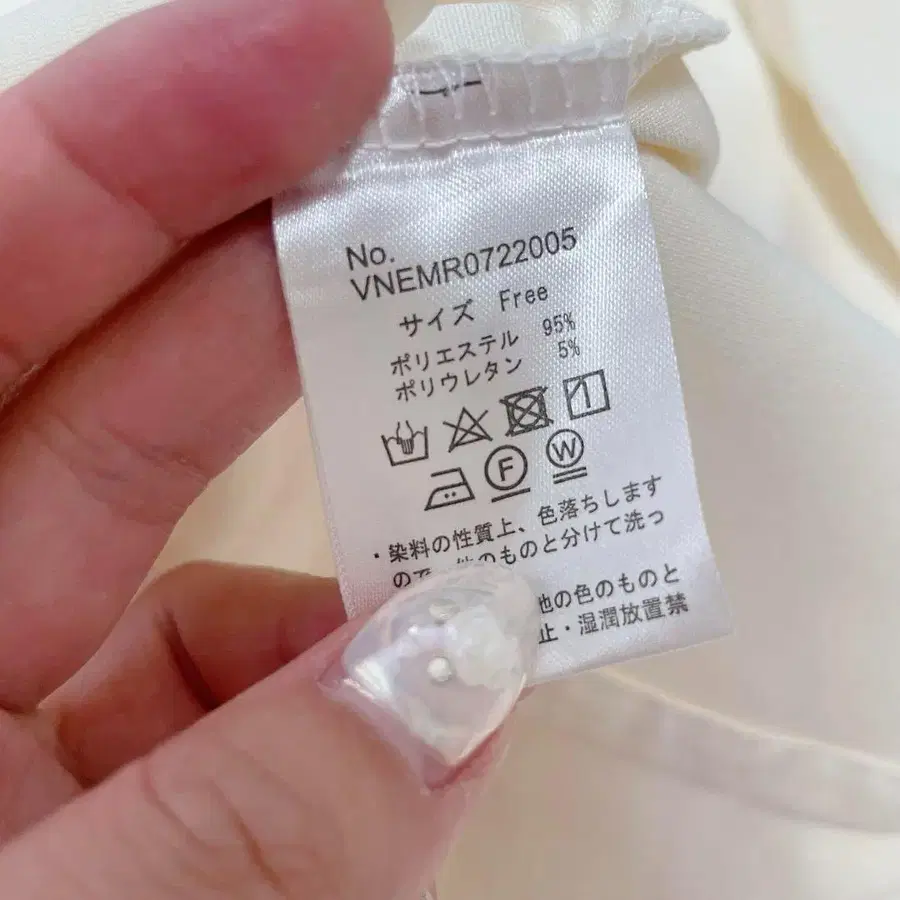 No.
VNEMR0722005
サイズ Free
ポリエステル 95%
ポリウレタン 5%
F W
・染料の性質上、色落ちします
ので、他のものと分けて洗っ
他の色のものと
止・湿潤放置禁